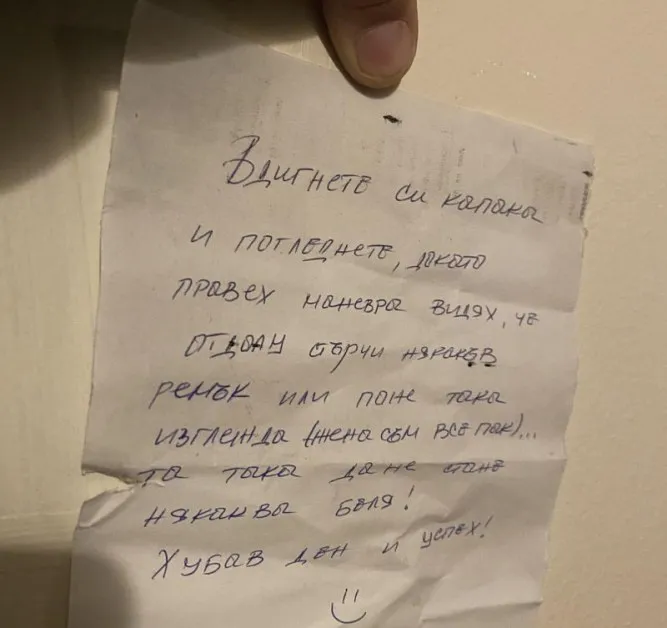 Вдигнете си капака
и погледнете, докато
правех маневра видях, че
отдолу стърчи някакъв
ремък или поне така
изглежда (жена съм все пак)...
та така да не стане
някаква беля!
Хубав ден и успех!